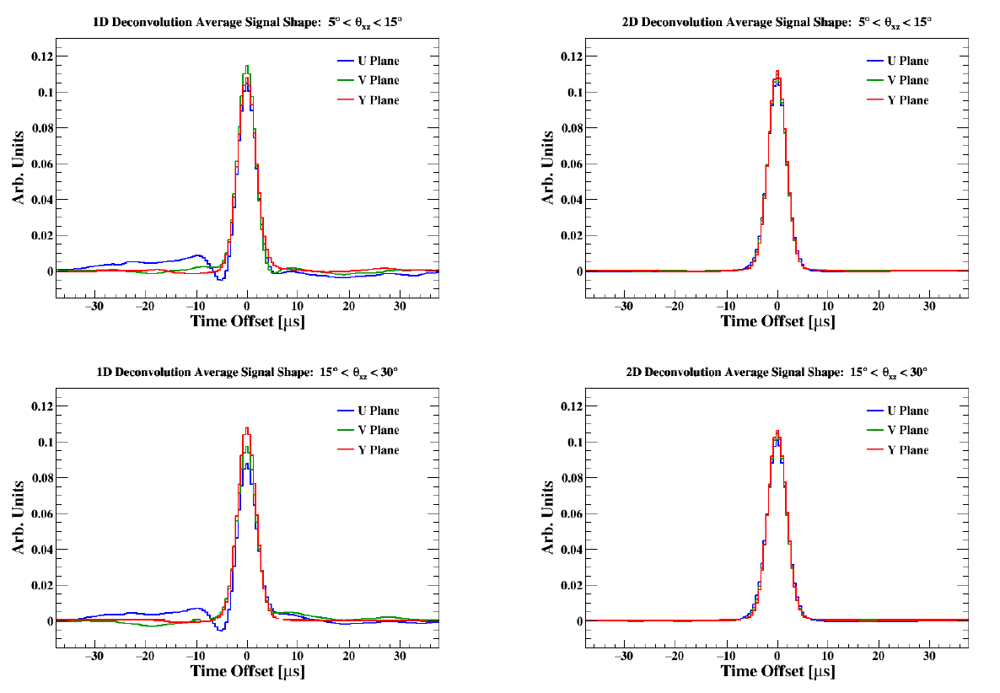 1D Deconvolution Average Signal Shape: 5° < θxz < 15°
Arb. Units
0.12
0.1
0.08
0.06
0.04
0.02
0
U Plane
V Plane
Y Plane
−30 −20 −10 0 10 20 30
Time Offset [μs]
2D Deconvolution Average Signal Shape: 5° < θxz < 15°
Arb. Units
0.12
0.1
0.08
0.06
0.04
0.02
0
U Plane
V Plane
Y Plane
−30 −20 −10 0 10 20 30
Time Offset [μs]
1D Deconvolution Average Signal Shape: 15° < θxz < 30°
Arb. Units
0.12
0.1
0.08
0.06
0.04
0.02
0
U Plane
V Plane
Y Plane
−30 −20 −10 0 10 20 30
Time Offset [μs]
2D Deconvolution Average Signal Shape: 15° < θxz < 30°
Arb. Units
0.12
0.1
0.08
0.06
0.04
0.02
0
U Plane
V Plane
Y Plane
−30 −20 −10 0 10 20 30
Time Offset [μs]